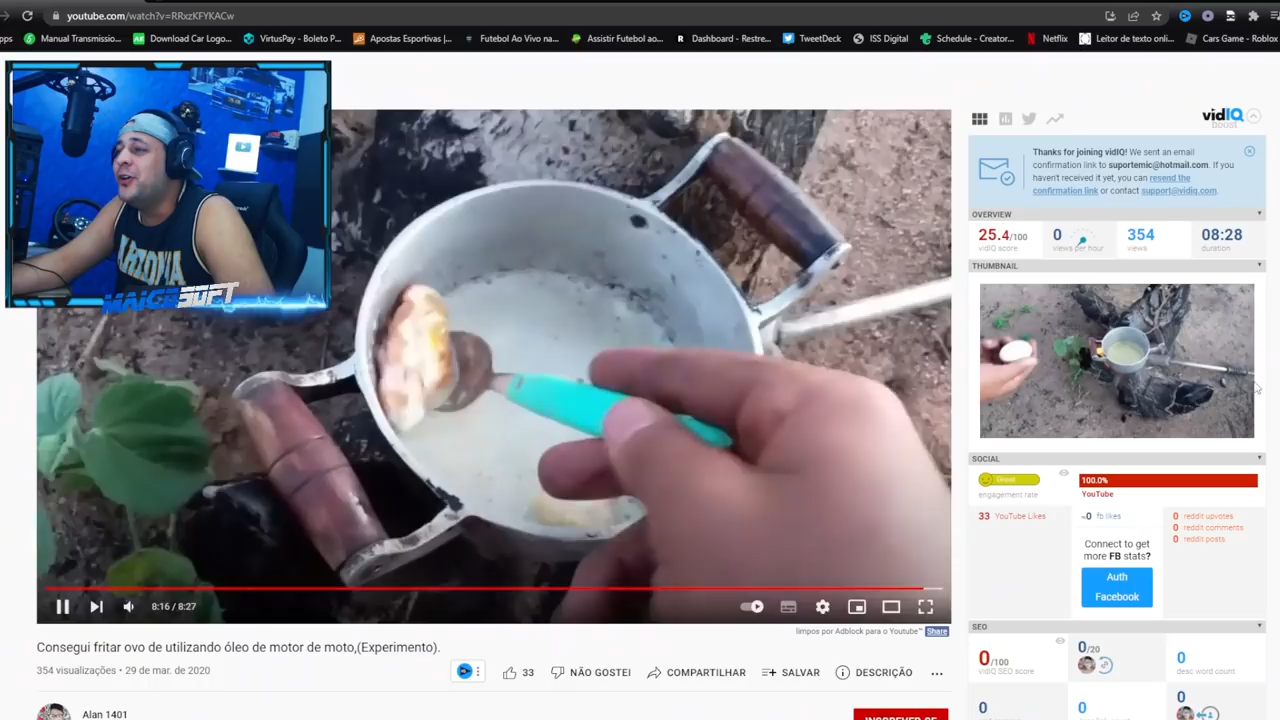 youtube.com/watch?v=RRxzKFYKACw
Manual Transmissio... Download Car Logo... VirtusPay - Boleto P... Apostas Esportivas |... Futebol Ao Vivo na... Assistir Futebol ao... Dashboard - Restre... TweetDeck ISS Digital Schedule - Creator... Netflix Leitor de texto onli... Cars Game - Roblox
ARIZONA
MAICOSOFT
vidIQ
boost
Thanks for joining vidIQ! We sent an email
confirmation link to suportemic@hotmail.com. If you
haven't received it yet, you can resend the
confirmation link or contact support@vidiq.com.
OVERVIEW
25.4/100 0 354 08:28
vidIQ score views per hour views duration
THUMBNAIL
SOCIAL
100.0%
engagement rate YouTube
33 YouTube Likes 0 fb likes 0 reddit upvotes
0 reddit comments
0 reddit posts
Connect to get
more FB stats?
Auth
Facebook
8:16 / 8:27
limpos por Adblock para o Youtube™ Share
SEO
Consegui fritar ovo de utilizando óleo de motor de moto,(Experimento).
354 visualizações • 29 de mar. de 2020
33 NÃO GOSTEI COMPARTILHAR SALVAR DESCRIÇÃO
0/100 0/20 0
vidIQ SEO score desc word count
0 0 0
Alan 1401
INSCREVER-SE